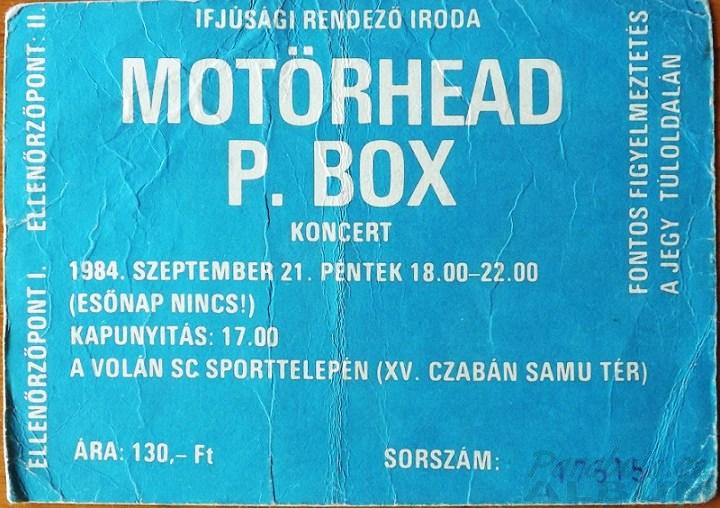 IFJÚSÁGI RENDEZŐ IRODA
MOTÖRHEAD
P. BOX
KONCERT
1984. SZEPTEMBER 21. PÉNTEK 18.00–22.00
(ESŐNAP NINCS!)
KAPUNYITÁS: 17.00
A VOLÁN SC SPORTTELEPÉN (XV. CZABÁN SAMU TÉR)
ÁRA: 130,– Ft
SORSZÁM:
ELLENŐRZŐPONT I.
ELLENŐRZŐPONT: II.
FONTOS FIGYELMEZTETÉS
A JEGY TÚLOLDALÁN